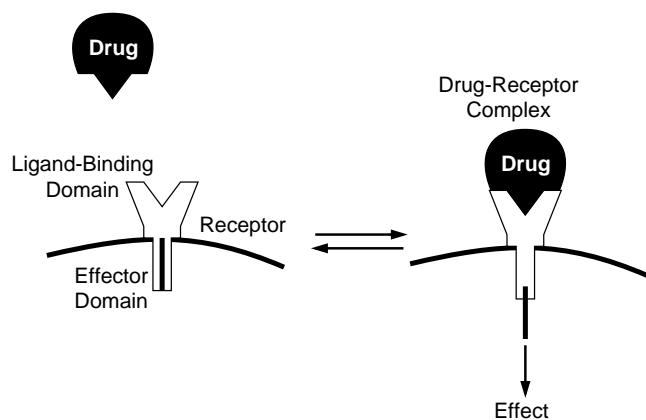 Drug
Ligand-Binding
Domain
Receptor
Effector
Domain
Drug-Receptor
Complex
Drug
Effect